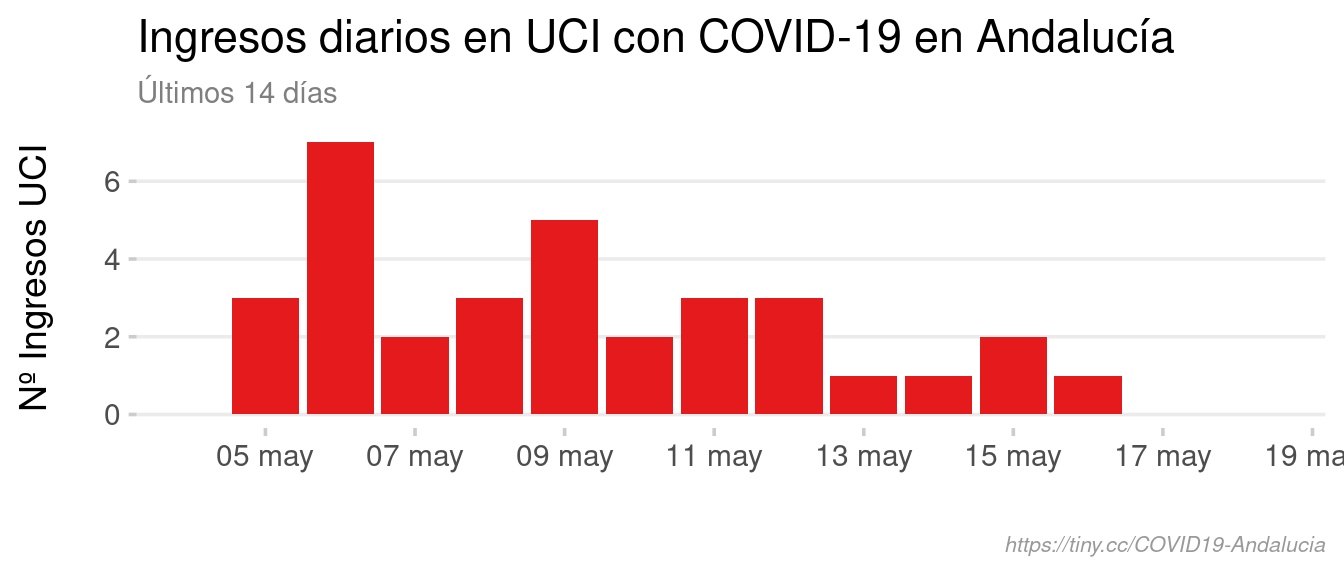 Ingresos diarios en UCI con COVID-19 en Andalucía
Últimos 14 días
Nº Ingresos UCI
6
4
2
0
05 may 07 may 09 may 11 may 13 may 15 may 17 may 19 ma
https://tiny.cc/COVID19-Andalucia